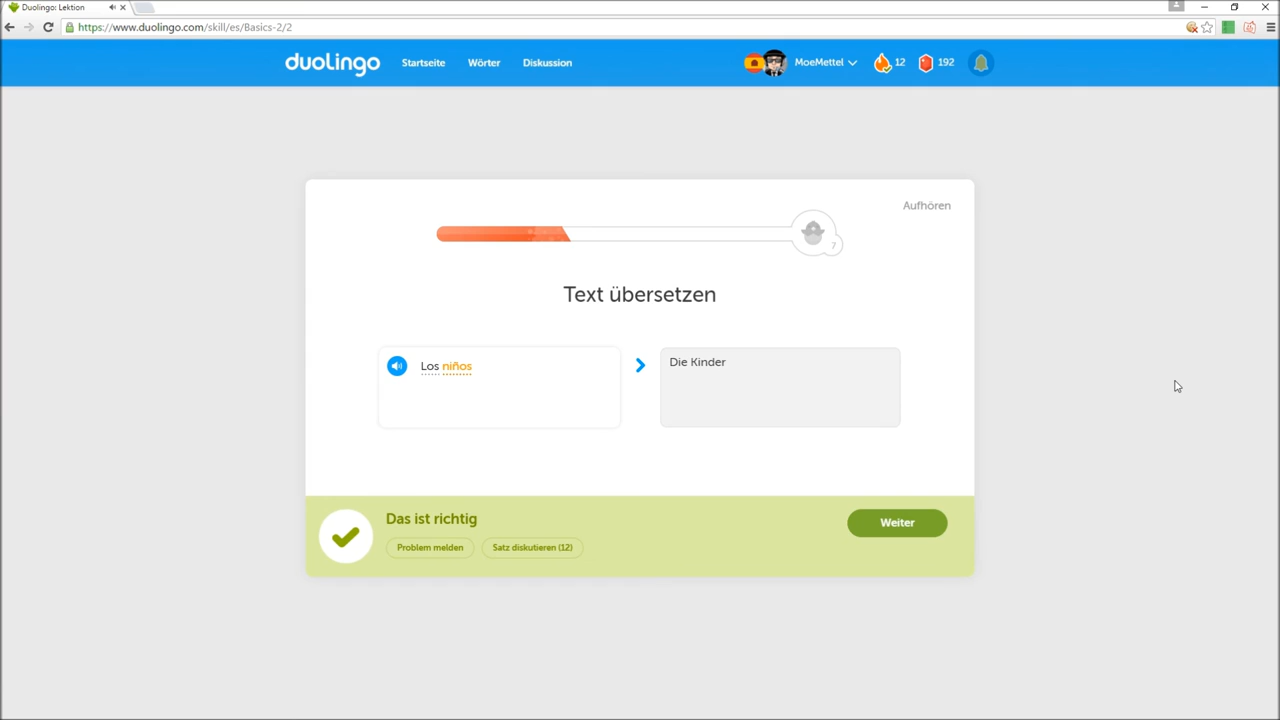 Duolingo: Lektion
https://www.duolingo.com/skill/es/Basics-2/2
duolingo Startseite Wörter Diskussion MoeMettel 12 192
Aufhören
7
Text übersetzen
Los niños
Die Kinder
Das ist richtig
Problem melden Satz diskutieren (12)
Weiter